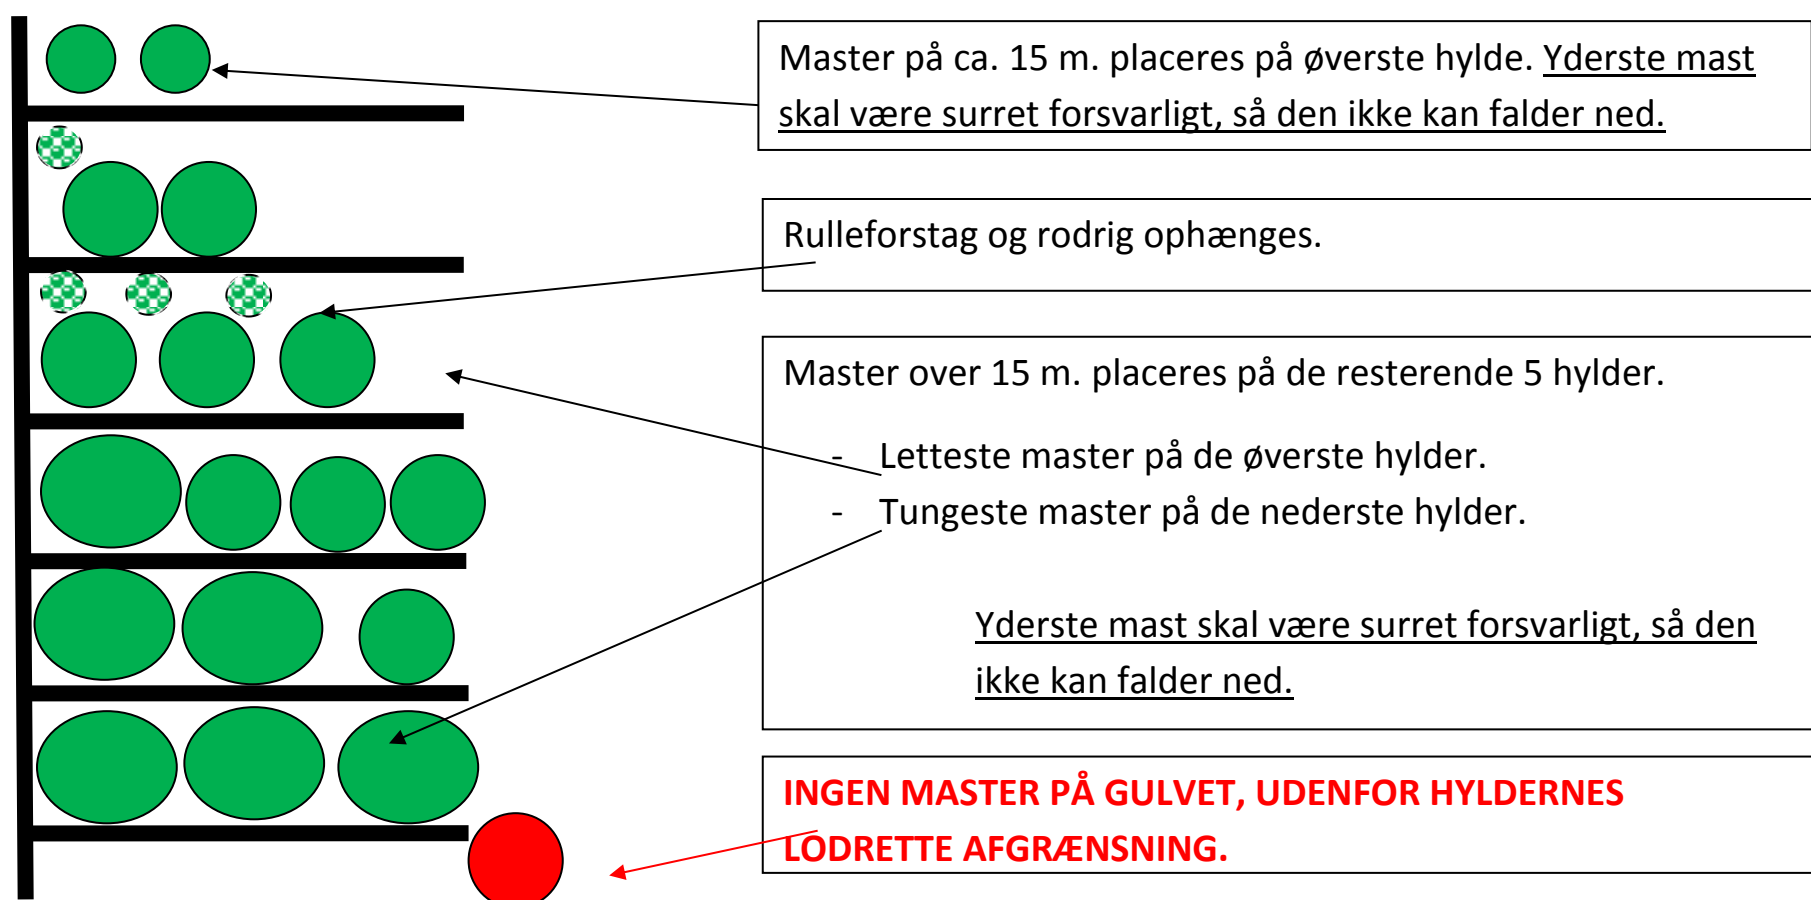 Master på ca. 15 m. placeres på øverste hylde. Yderste mast
skal være surret forsvarligt, så den ikke kan falder ned.
Rulleforstag og rodrig ophænges.
Master over 15 m. placeres på de resterende 5 hylder.
- Letteste master på de øverste hylder.
- Tungeste master på de nederste hylder.
Yderste mast skal være surret forsvarligt, så den
ikke kan falder ned.
INGEN MASTER PÅ GULVET, UDENFOR HYLDERNES
LODRETTE AFGRÆNSNING.